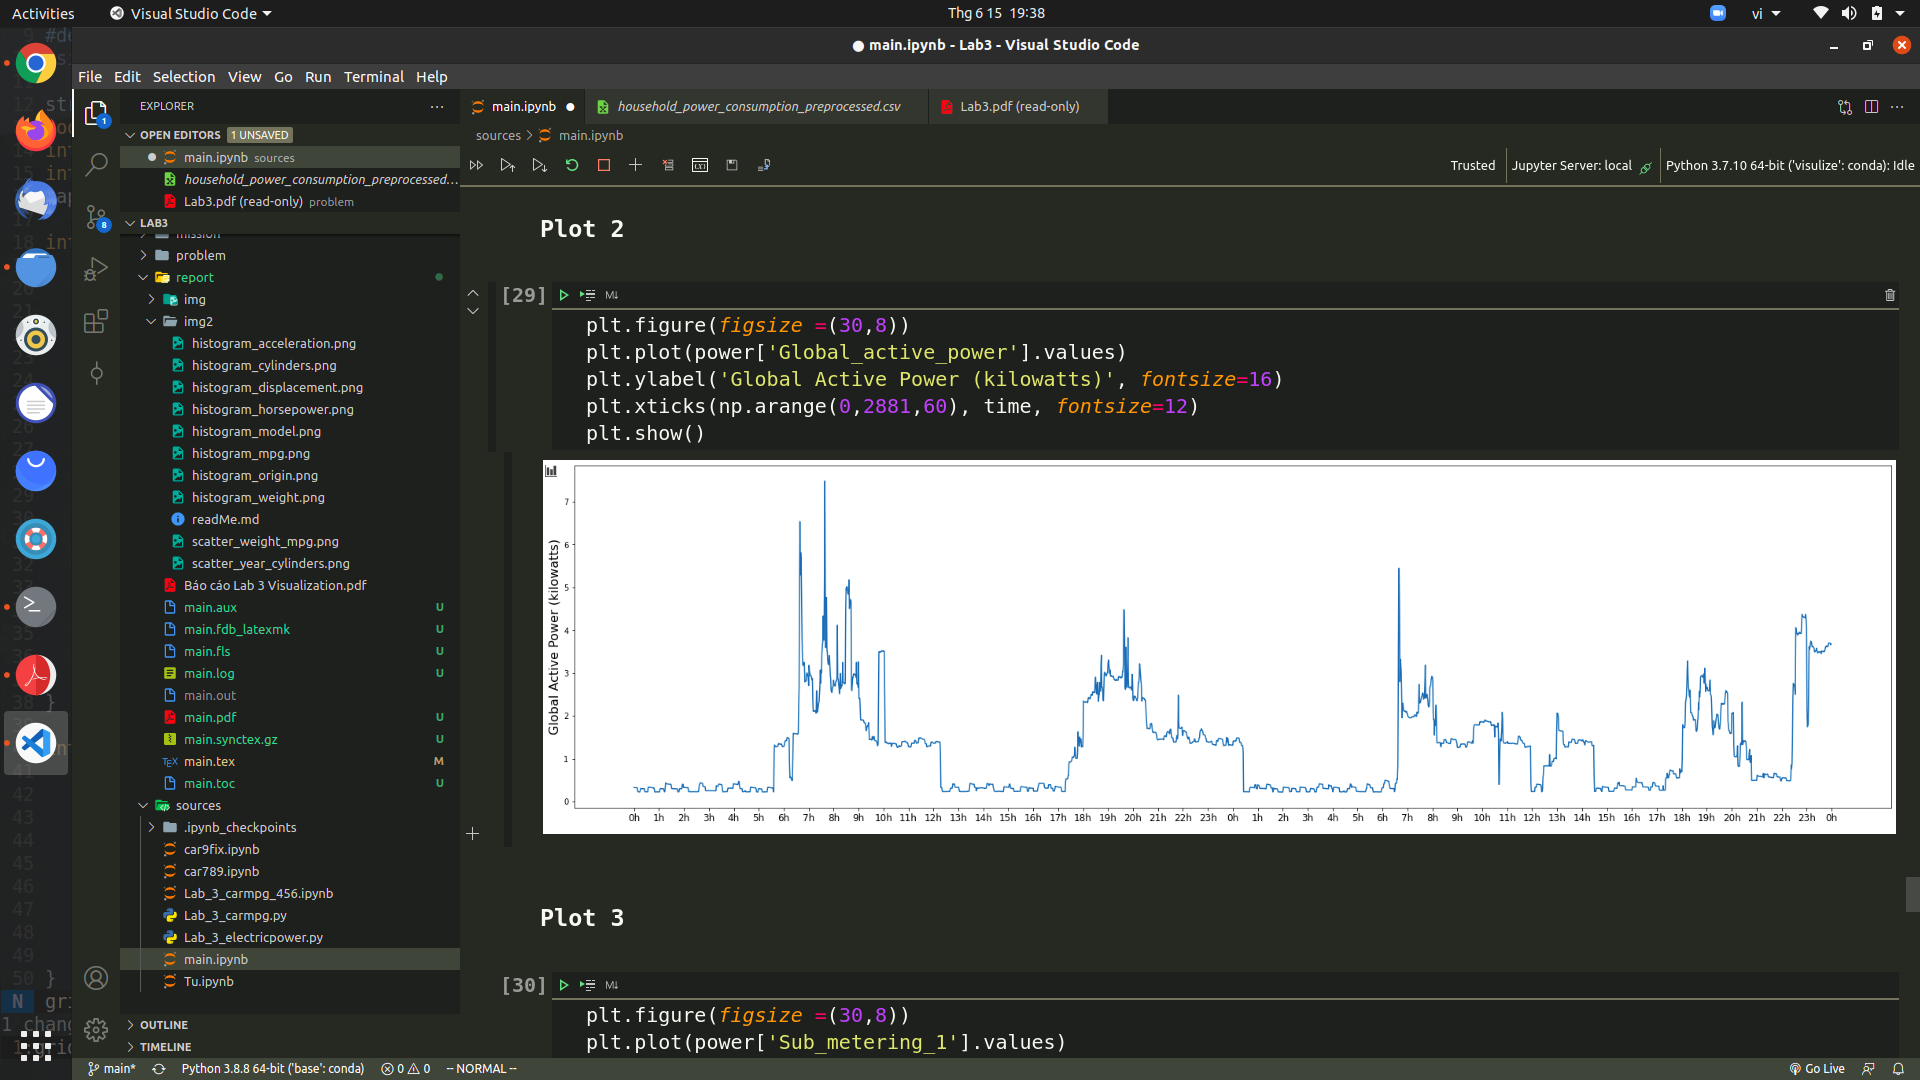 Activities
Visual Studio Code
Thg 6 15 19:38
vi
main.ipynb - Lab3 - Visual Studio Code
File Edit Selection View Go Run Terminal Help
EXPLORER
OPEN EDITORS 1 UNSAVED
main.ipynb sources
household_power_consumption_preprocessed...
Lab3.pdf (read-only) problem
LAB3
mission
problem
report
img
img2
histogram_acceleration.png
histogram_cylinders.png
histogram_displacement.png
histogram_horsepower.png
histogram_model.png
histogram_mpg.png
histogram_origin.png
histogram_weight.png
readMe.md
scatter_weight_mpg.png
scatter_year_cylinders.png
Báo cáo Lab 3 Visualization.pdf
main.aux U
main.fdb_latexmk U
main.fls U
main.log U
main.out
main.pdf U
main.synctex.gz U
main.tex M
main.toc U
sources
.ipynb_checkpoints
car9fix.ipynb
car789.ipynb
Lab_3_carmpg_456.ipynb
Lab_3_carmpg.py
Lab_3_electricpower.py
main.ipynb
Tu.ipynb
OUTLINE
TIMELINE
main.ipynb
household_power_consumption_preprocessed.csv
Lab3.pdf (read-only)
sources > main.ipynb
Trusted
Jupyter Server: local
Python 3.7.10 64-bit ('visulize': conda): Idle
Plot 2
[29]
plt.figure(figsize =(30,8))
plt.plot(power['Global_active_power'].values)
plt.ylabel('Global Active Power (kilowatts)', fontsize=16)
plt.xticks(np.arange(0,2881,60), time, fontsize=12)
plt.show()
Global Active Power (kilowatts)
7
6
5
4
3
2
1
0
0h 1h 2h 3h 4h 5h 6h 7h 8h 9h 10h 11h 12h 13h 14h 15h 16h 17h 18h 19h 20h 21h 22h 23h 0h 1h 2h 3h 4h 5h 6h 7h 8h 9h 10h 11h 12h 13h 14h 15h 16h 17h 18h 19h 20h 21h 22h 23h 0h
Plot 3
[30]
plt.figure(figsize =(30,8))
plt.plot(power['Sub_metering_1'].values)
main*
Python 3.8.8 64-bit ('base': conda)
0
0
-- NORMAL --
Go Live